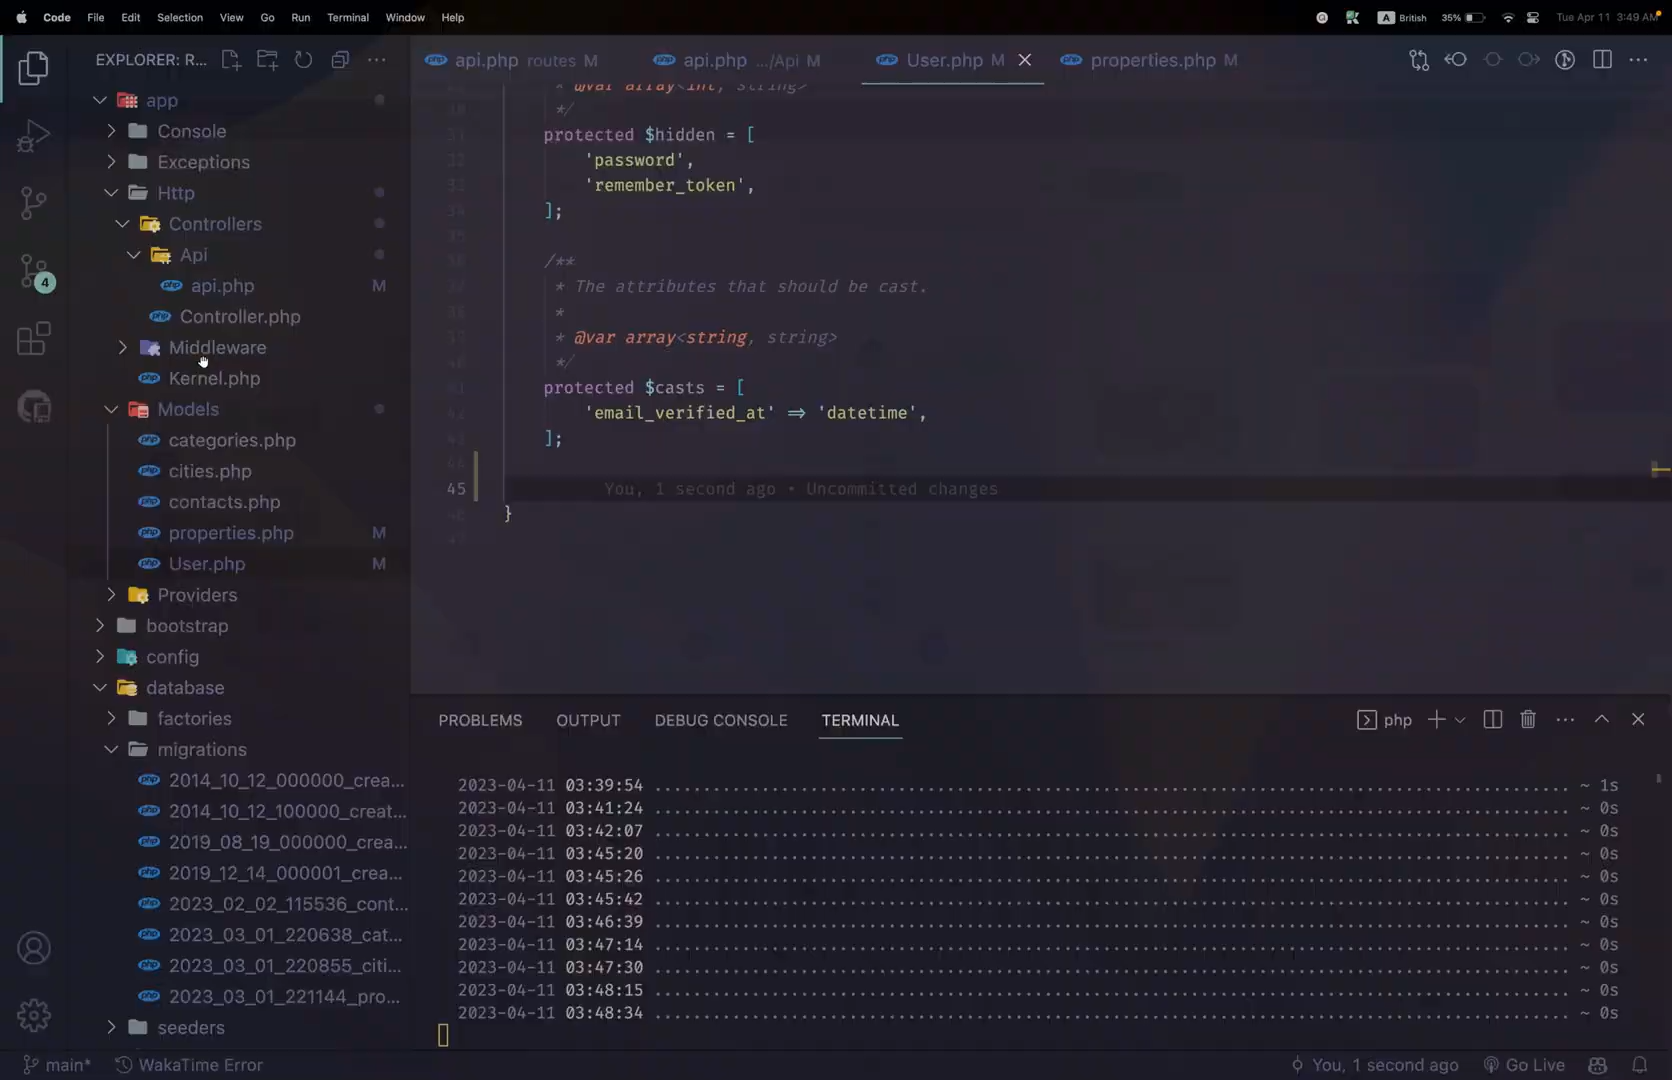 Code File Edit Selection View Go Run Terminal Window Help
A British 35% Tue Apr 11 3:49 AM
EXPLORER: R...
api.php routes M
api.php .../Api M
User.php M
properties.php M
app
Console
Exceptions
Http
Controllers
Api
api.php M
Controller.php
Middleware
Kernel.php
Models
categories.php
cities.php
contacts.php
properties.php M
User.php M
Providers
bootstrap
config
database
factories
migrations
2014_10_12_000000_crea...
2014_10_12_100000_creat...
2019_08_19_000000_crea...
2019_12_14_000001_crea...
2023_02_02_115536_cont...
2023_03_01_220638_cat...
2023_03_01_220855_citi...
2023_03_01_221144_pro...
seeders
4
* @var array<int, string>
*/
protected $hidden = [
'password',
'remember_token',
];
/**
* The attributes that should be cast.
*
* @var array<string, string>
*/
protected $casts = [
'email_verified_at' => 'datetime',
];
45 You, 1 second ago • Uncommitted changes
}
PROBLEMS OUTPUT DEBUG CONSOLE TERMINAL
php
2023-04-11 03:39:54 ~ 1s
2023-04-11 03:41:24 ~ 0s
2023-04-11 03:42:07 ~ 0s
2023-04-11 03:45:20 ~ 0s
2023-04-11 03:45:26 ~ 0s
2023-04-11 03:45:42 ~ 0s
2023-04-11 03:46:39 ~ 0s
2023-04-11 03:47:14 ~ 0s
2023-04-11 03:47:30 ~ 0s
2023-04-11 03:48:15 ~ 0s
2023-04-11 03:48:34 ~ 0s
main* WakaTime Error
You, 1 second ago Go Live